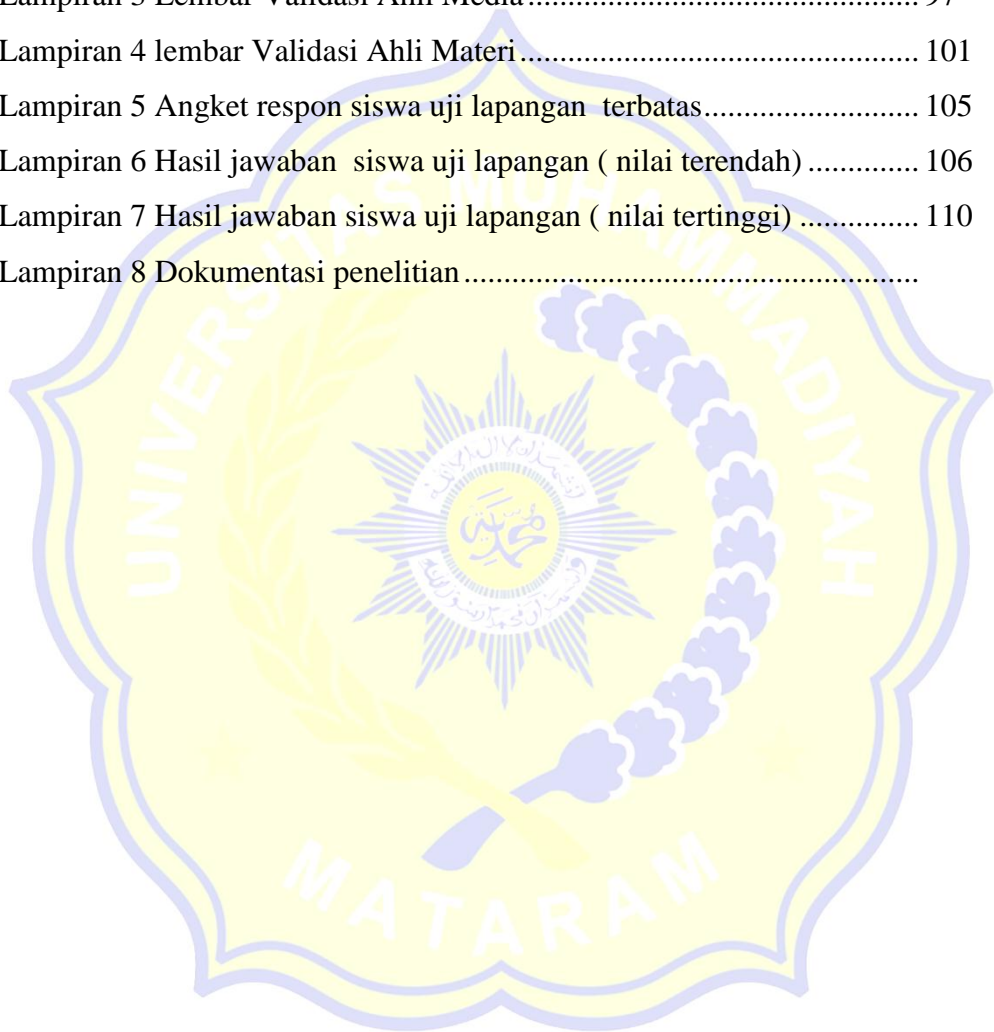 Lampiran 3 Lembar Validasi Ahli Media ........................................ 97
Lampiran 4 lembar Validasi Ahli Materi ........................................ 101
Lampiran 5 Angket respon siswa uji lapangan  terbatas ..................... 105
Lampiran 6 Hasil jawaban  siswa uji lapangan ( nilai terendah) .............. 106
Lampiran 7 Hasil jawaban siswa uji lapangan ( nilai tertinggi) .............. 110
Lampiran 8 Dokumentasi penelitian ...............................................
UNIVERSITAS MUHAMMADIYAH
محمدية
MATARAM